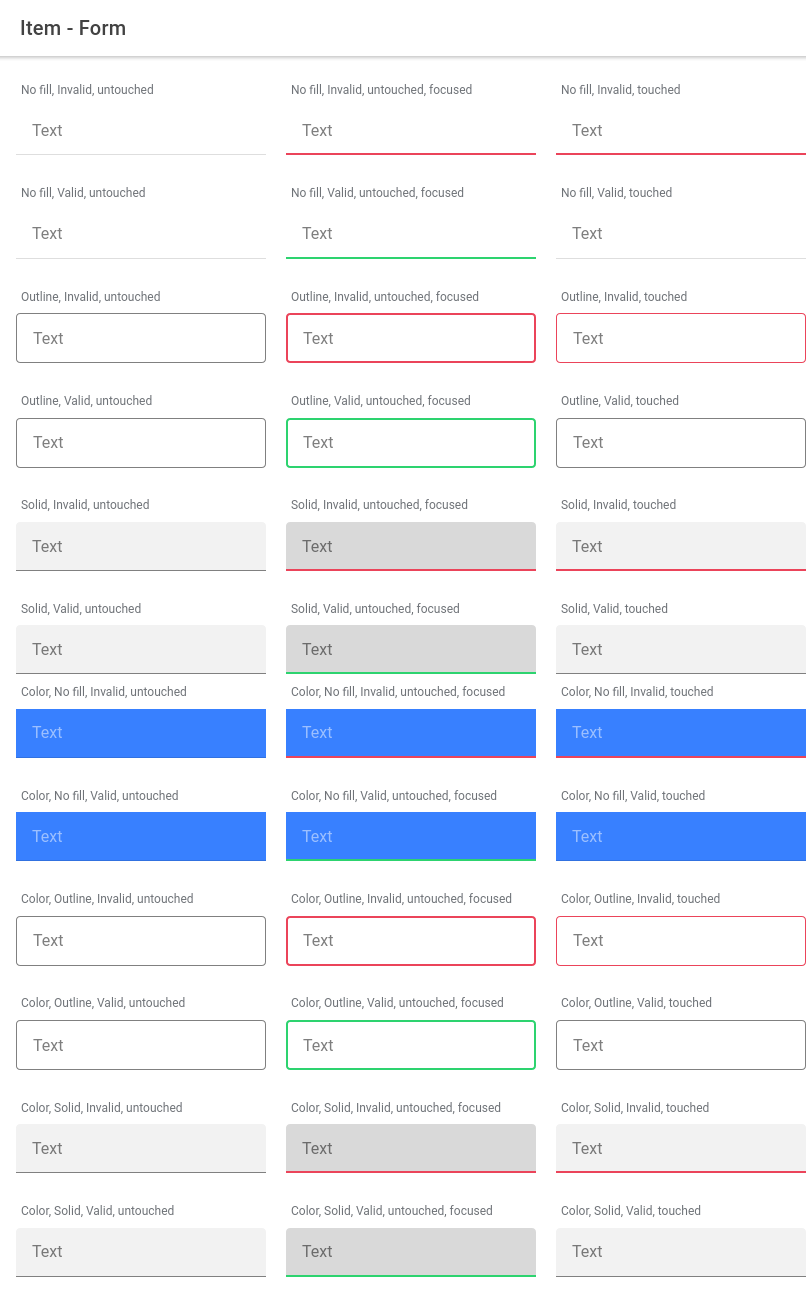 Item - Form
No fill, Invalid, untouched
No fill, Invalid, untouched, focused
No fill, Invalid, touched
Text
Text
Text
No fill, Valid, untouched
No fill, Valid, untouched, focused
No fill, Valid, touched
Text
Text
Text
Outline, Invalid, untouched
Outline, Invalid, untouched, focused
Outline, Invalid, touched
Text
Text
Text
Outline, Valid, untouched
Outline, Valid, untouched, focused
Outline, Valid, touched
Text
Text
Text
Solid, Invalid, untouched
Solid, Invalid, untouched, focused
Solid, Invalid, touched
Text
Text
Text
Solid, Valid, untouched
Solid, Valid, untouched, focused
Solid, Valid, touched
Text
Text
Text
Color, No fill, Invalid, untouched
Color, No fill, Invalid, untouched, focused
Color, No fill, Invalid, touched
Text
Text
Text
Color, No fill, Valid, untouched
Color, No fill, Valid, untouched, focused
Color, No fill, Valid, touched
Text
Text
Text
Color, Outline, Invalid, untouched
Color, Outline, Invalid, untouched, focused
Color, Outline, Invalid, touched
Text
Text
Text
Color, Outline, Valid, untouched
Color, Outline, Valid, untouched, focused
Color, Outline, Valid, touched
Text
Text
Text
Color, Solid, Invalid, untouched
Color, Solid, Invalid, untouched, focused
Color, Solid, Invalid, touched
Text
Text
Text
Color, Solid, Valid, untouched
Color, Solid, Valid, untouched, focused
Color, Solid, Valid, touched
Text
Text
Text